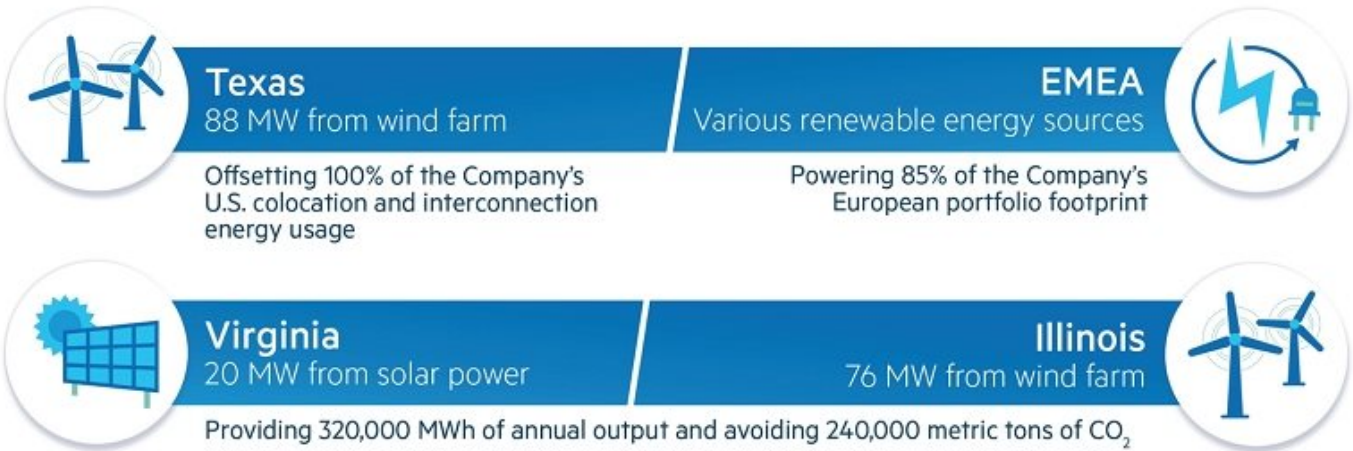 Texas
88 MW from wind farm
Offsetting 100% of the Company's
U.S. colocation and interconnection
energy usage
EMEA
Various renewable energy sources
Powering 85% of the Company's
European portfolio footprint
Virginia
20 MW from solar power
Illinois
76 MW from wind farm
Providing 320,000 MWh of annual output and avoiding 240,000 metric tons of CO₂